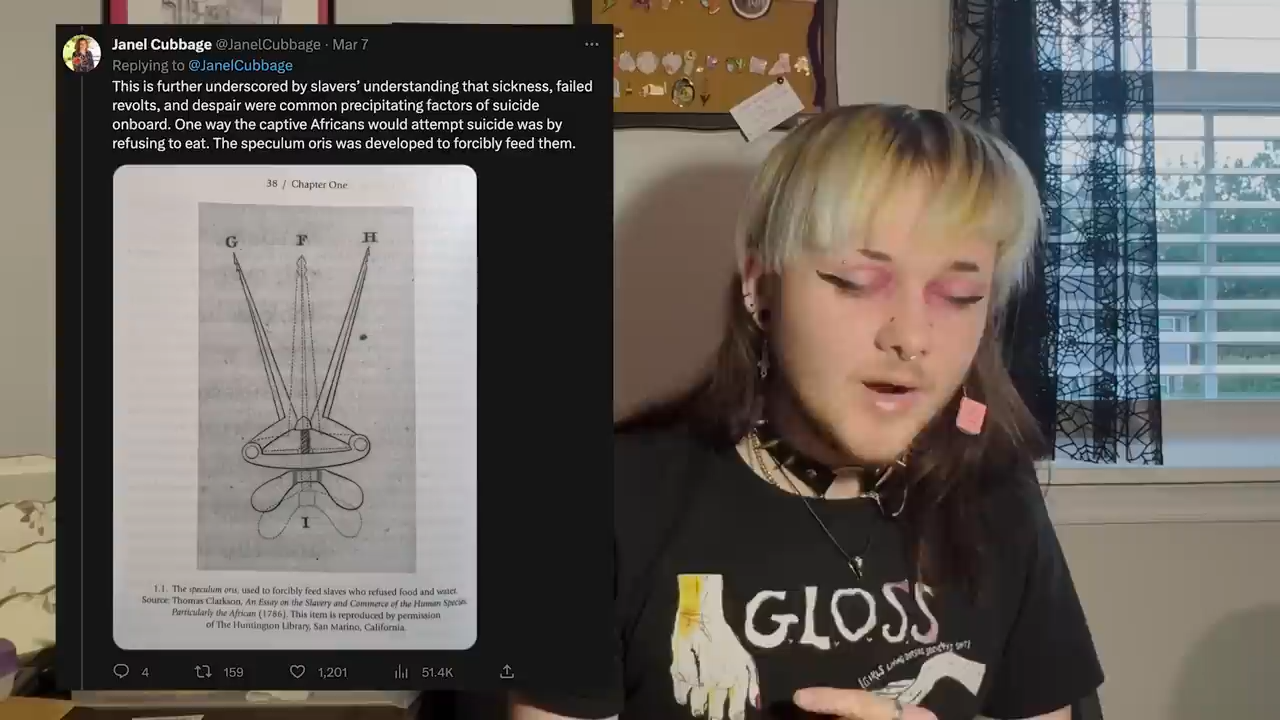 Janel Cubbage @JanelCubbage · Mar 7
Replying to @JanelCubbage
This is further underscored by slavers' understanding that sickness, failed
revolts, and despair were common precipitating factors of suicide
onboard. One way the captive Africans would attempt suicide was by
refusing to eat. The speculum oris was developed to forcibly feed them.
38 / Chapter One
G F H
I
1.1. The speculum oris, used to forcibly feed slaves who refused food and water.
Source: Thomas Clarkson, An Essay on the Slavery and Commerce of the Human Species
Particularly the African (1786). This item is reproduced by permission
of The Huntington Library, San Marino, California.
4 159 1,201 51.4K
G.L.O.S.S
(GIRLS LIVING OUTSIDE SOCIETY'S SHIT)